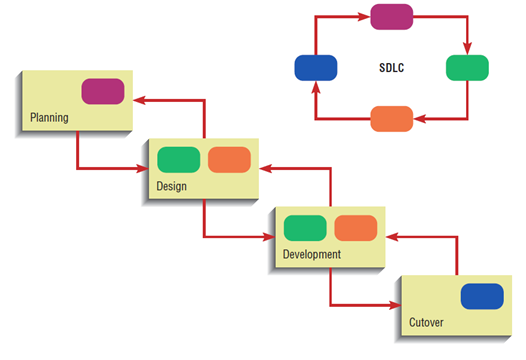 SDLC
Planning
Design
Development
Cutover